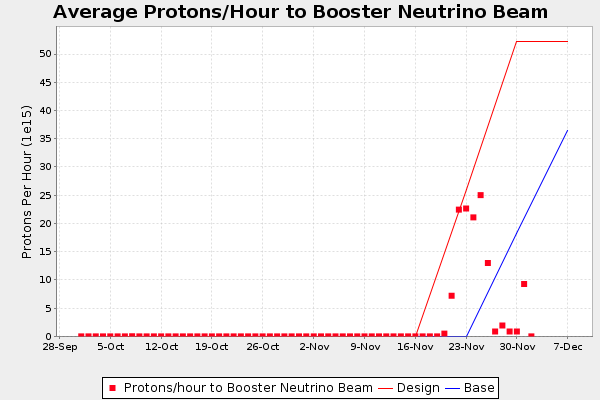 Average Protons/Hour to Booster Neutrino Beam
Protons Per Hour (1e15)
50
45
40
35
30
25
20
15
10
5
0
28-Sep 5-Oct 12-Oct 19-Oct 26-Oct 2-Nov 9-Nov 16-Nov 23-Nov 30-Nov 7-Dec
Protons/hour to Booster Neutrino Beam Design Base